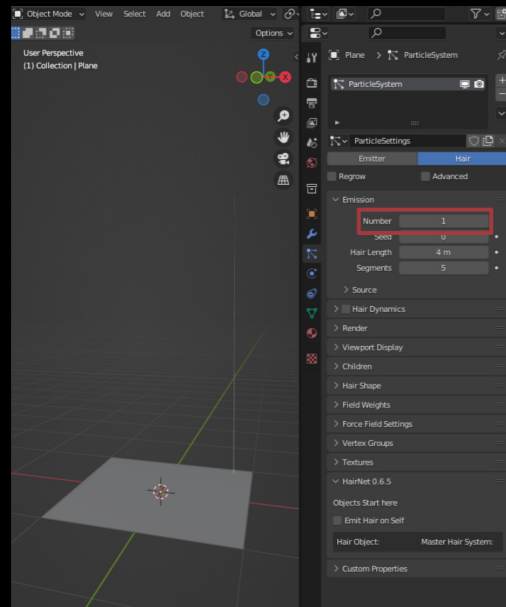 Object Mode View Select Add Object Global
Options
User Perspective
(1) Collection | Plane
Z
X
Plane > ParticleSystem
ParticleSystem
ParticleSettings
Emitter Hair
Regrow Advanced
Emission
Number 1
Seed 0
Hair Length 4 m
Segments 5
Source
Hair Dynamics
Render
Viewport Display
Children
Hair Shape
Field Weights
Force Field Settings
Vertex Groups
Textures
HairNet 0.6.5
Objects Start here
Emit Hair on Self
Hair Object: Master Hair System:
Custom Properties